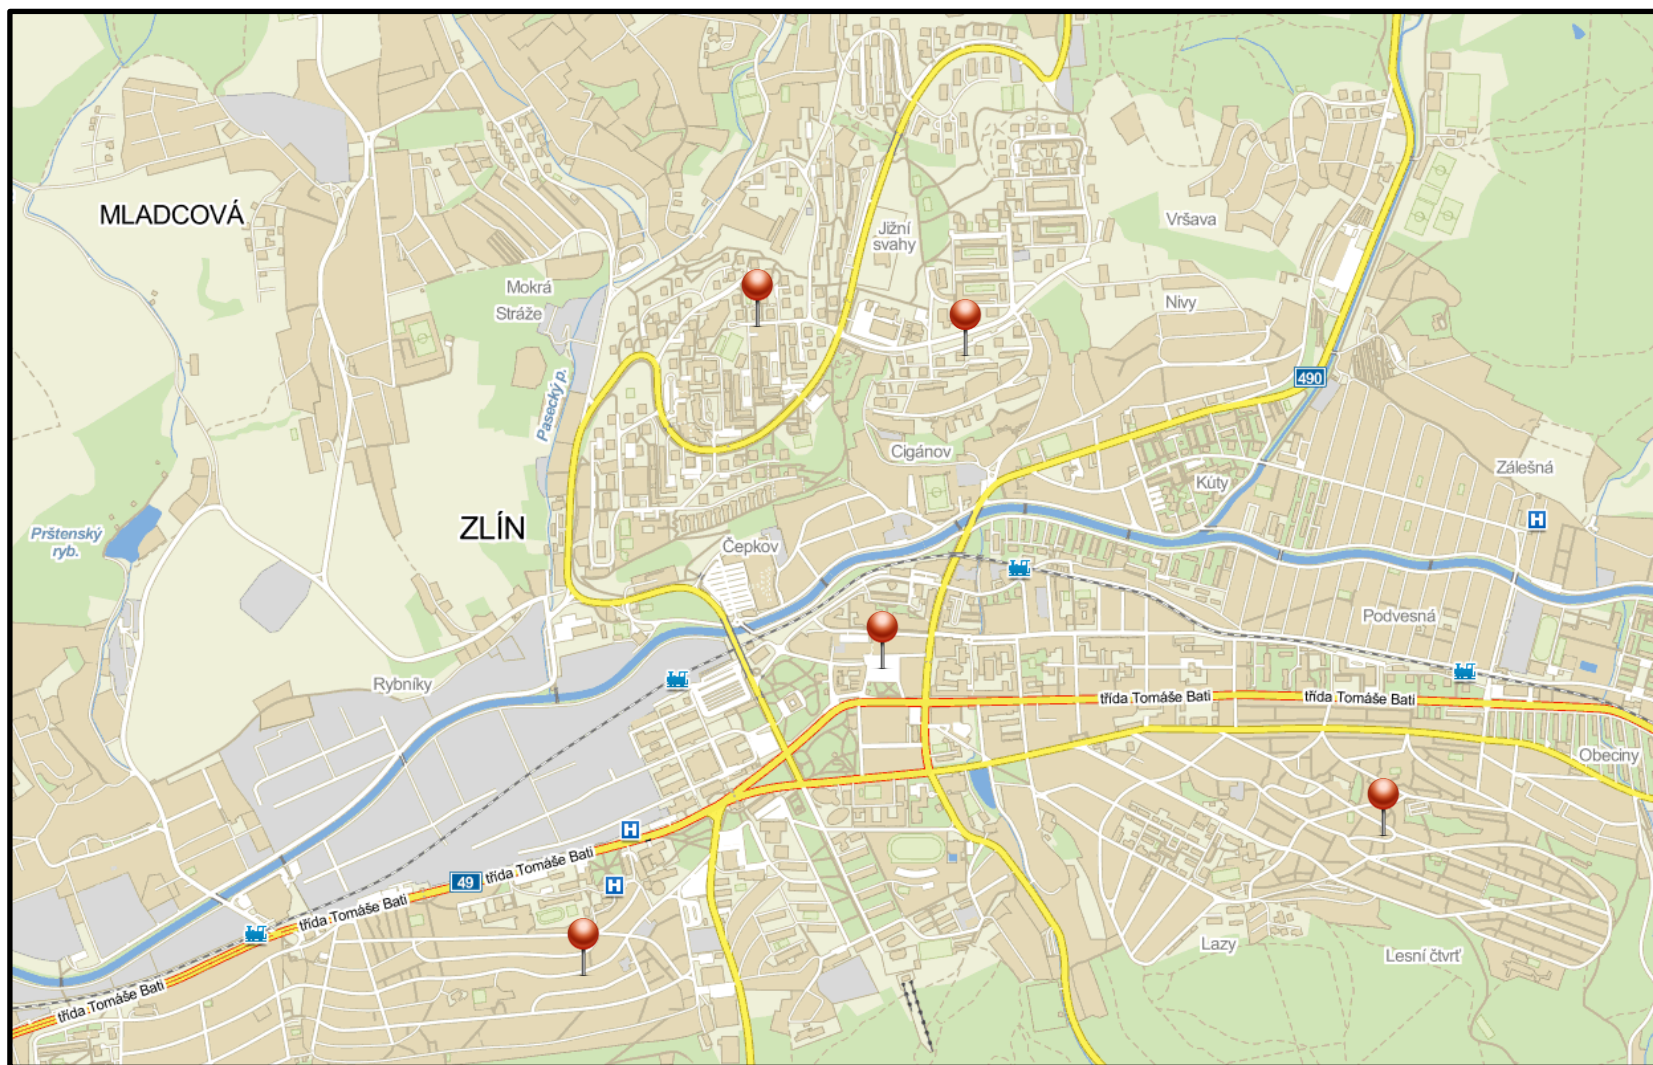 MLADCOVÁ
Vršava
Jižní
svahy
Mokrá
Stráže
Nivy
490
Pasecký p.
Cigánov
Zálešná
Kúty
H
Prštenský
ryb.
ZLÍN
Čepkov
Podvesná
Rybníky
třída Tomáše Bati
třída Tomáše Bati
Obeciny
H
třída Tomáše Bati
49
H
třída Tomáše Bati
Lazy
Lesní čtvrť
třída Tomáše Bati